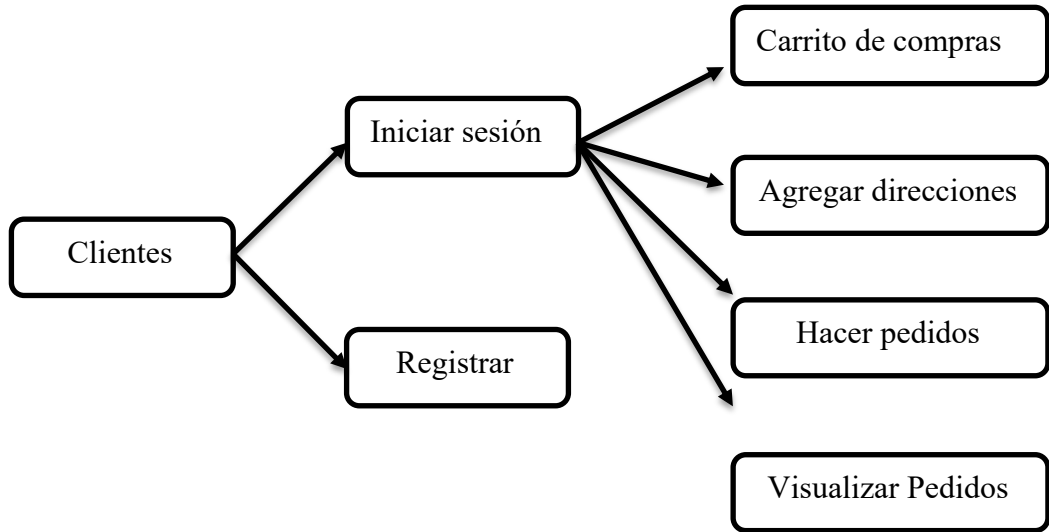 Carrito de compras
Iniciar sesión
Agregar direcciones
Clientes
Hacer pedidos
Registrar
Visualizar Pedidos